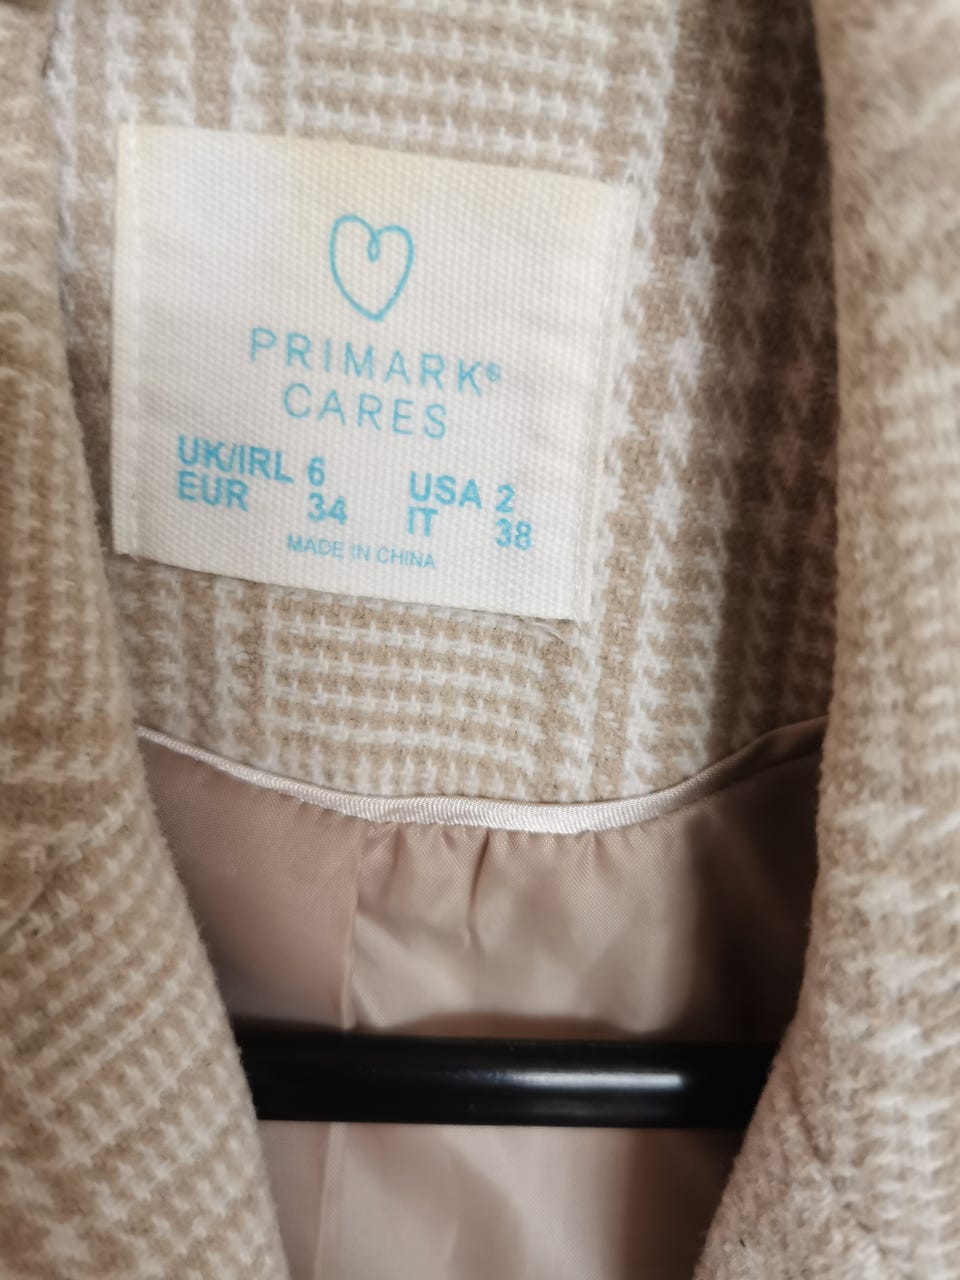 PRIMARK®
CARES
UK/IRL 6 USA 2
EUR 34 IT 38
MADE IN CHINA